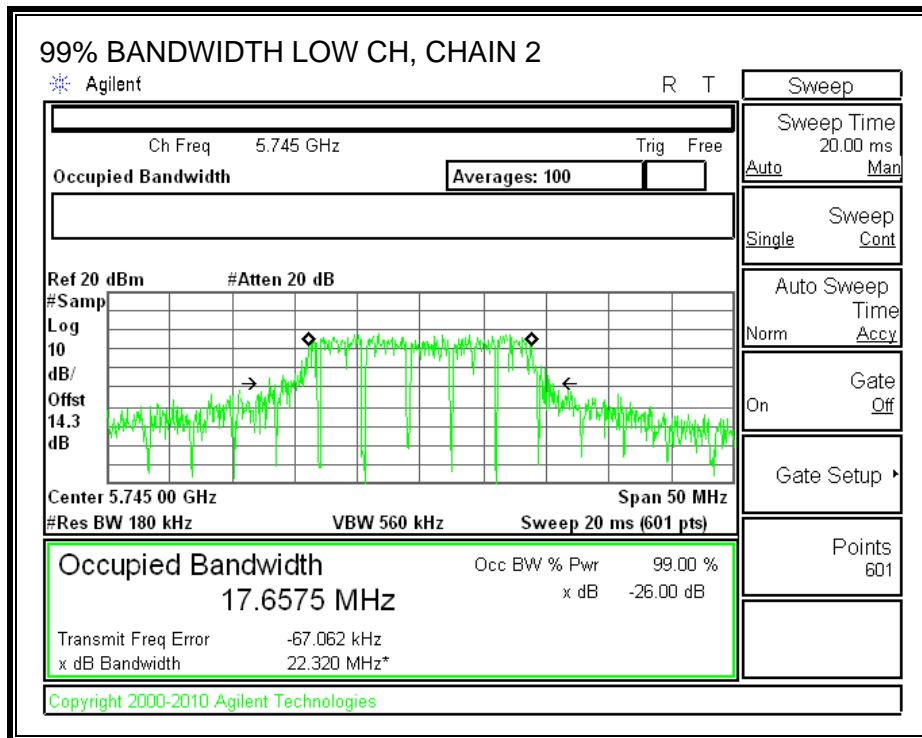 99% BANDWIDTH LOW CH, CHAIN 2
Agilent R T
Ch Freq 5.745 GHz Trig Free
Occupied Bandwidth Averages: 100
Ref 20 dBm #Atten 20 dB
#Samp
Log
10
dB/
Offst
14.3
dB
Center 5.745 00 GHz Span 50 MHz
#Res BW 180 kHz VBW 560 kHz Sweep 20 ms (601 pts)
Occupied Bandwidth
17.6575 MHz
Occ BW % Pwr 99.00 %
x dB -26.00 dB
Transmit Freq Error -67.062 kHz
x dB Bandwidth 22.320 MHz*
Copyright 2000-2010 Agilent Technologies
Sweep
Sweep Time
20.00 ms
Auto Man
Sweep
Single Cont
Auto Sweep
Time
Norm Accy
Gate
On Off
Gate Setup
Points
601